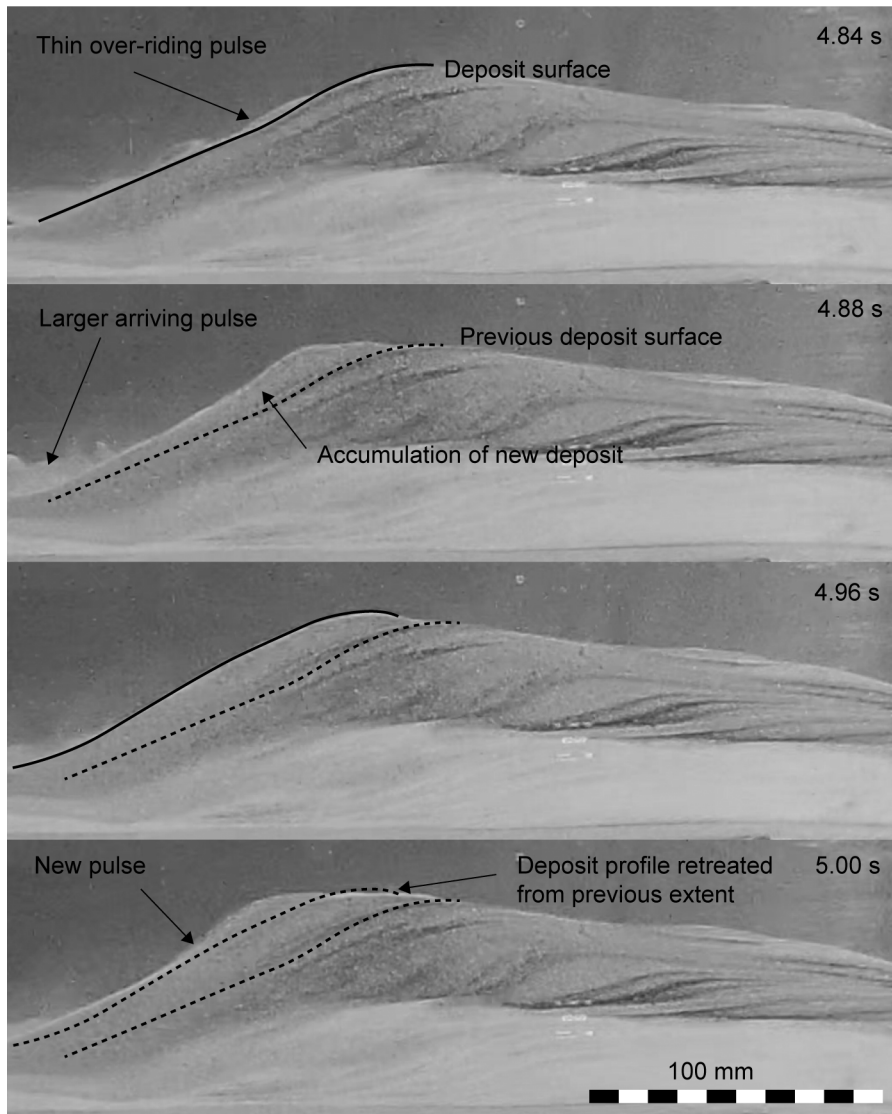 4.84 s
Thin over-riding pulse
Deposit surface
4.88 s
Larger arriving pulse
Previous deposit surface
Accumulation of new deposit
4.96 s
5.00 s
New pulse
Deposit profile retreated
from previous extent
100 mm